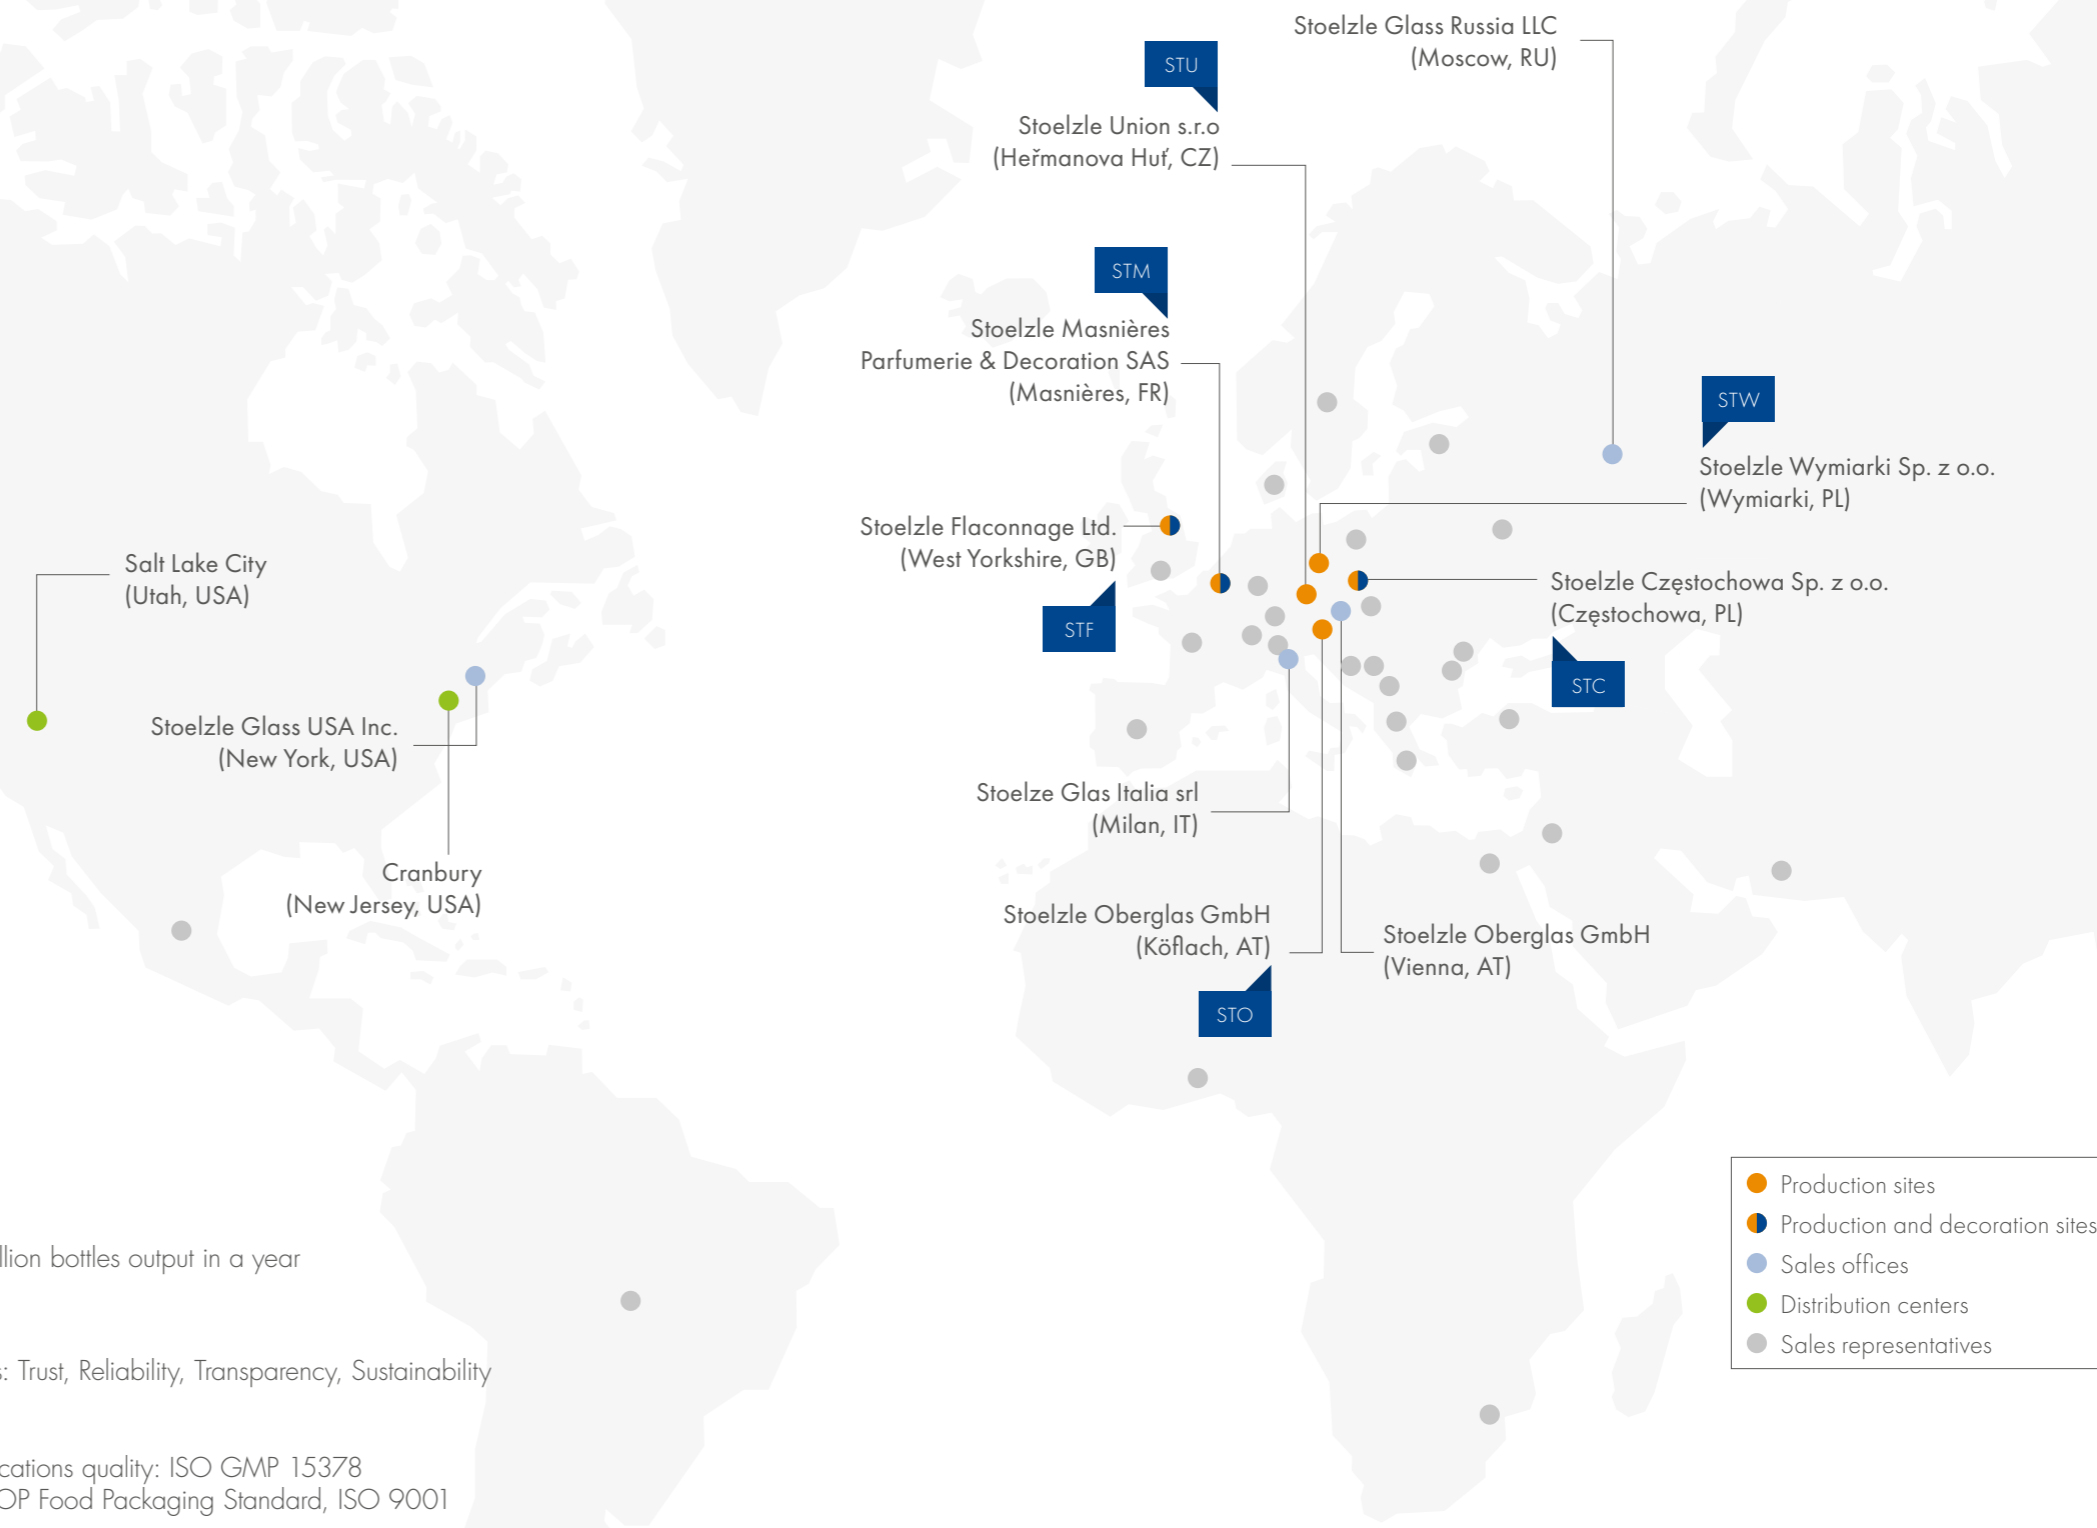 Stoelzle Glass Russia LLC
(Moscow, RU)
STU
Stoelzle Union s.r.o
(Heřmanova Huť, CZ)
STM
Stoelzle Masnières
Parfumerie & Decoration SAS
(Masnières, FR)
STW
Stoelzle Wymiarki Sp. z o.o.
(Wymiarki, PL)
Stoelzle Flaconnage Ltd.
(West Yorkshire, GB)
STF
Salt Lake City
(Utah, USA)
Stoelzle Częstochowa Sp. z o.o.
(Częstochowa, PL)
STC
Stoelzle Glass USA Inc.
(New York, USA)
Stoelze Glas Italia srl
(Milan, IT)
Cranbury
(New Jersey, USA)
Stoelzle Oberglas GmbH
(Köflach, AT)
STO
Stoelzle Oberglas GmbH
(Vienna, AT)
Production sites
Production and decoration sites
Sales offices
Distribution centers
Sales representatives
llion bottles output in a year
s: Trust, Reliability, Transparency, Sustainability
cations quality: ISO GMP 15378
OP Food Packaging Standard, ISO 9001